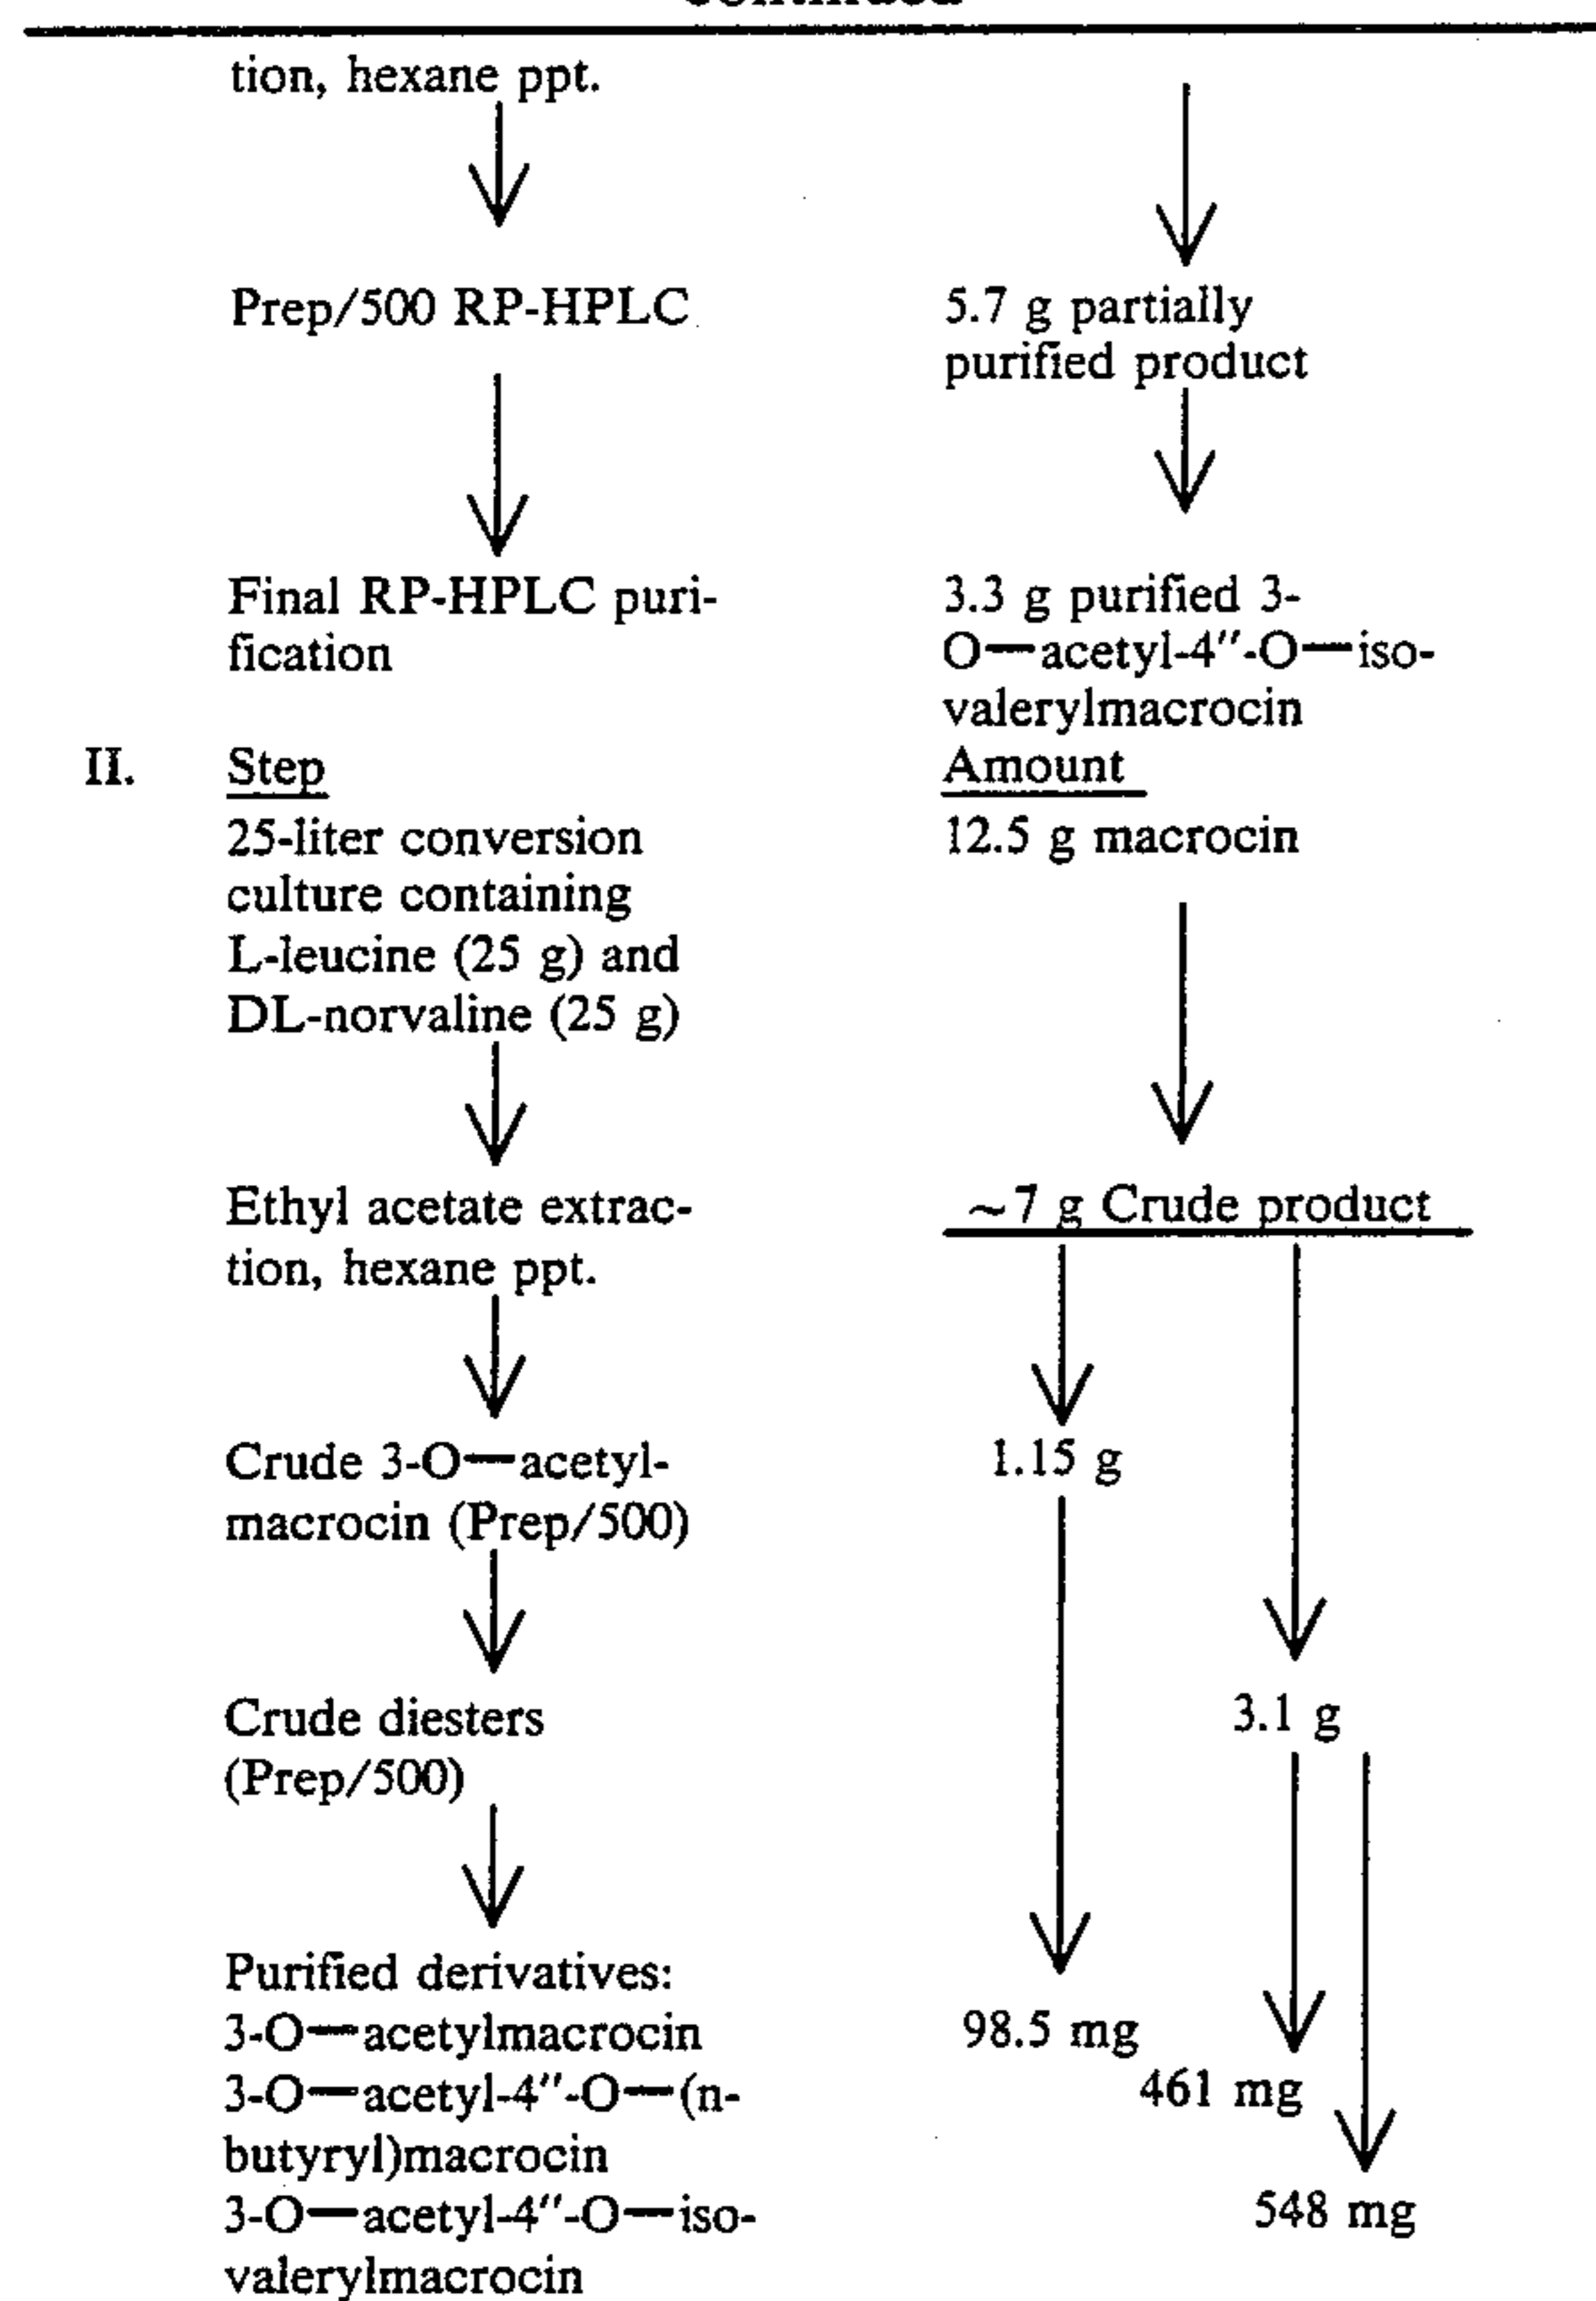 tion, hexane ppt.
Prep/500 RP-HPLC
5.7 g partially
purified product
Final RP-HPLC puri-
fication
3.3 g purified 3-
O—acetyl-4″-O—iso-
valerylmacrocin
II. Step
Amount
25-liter conversion
culture containing
L-leucine (25 g) and
DL-norvaline (25 g)
12.5 g macrocin
Ethyl acetate extrac-
tion, hexane ppt.
~7 g Crude product
Crude 3-O—acetyl-
macrocin (Prep/500)
1.15 g
Crude diesters
(Prep/500)
3.1 g
Purified derivatives:
3-O—acetylmacrocin
98.5 mg
3-O—acetyl-4″-O—(n-
butyryl)macrocin
461 mg
3-O—acetyl-4″-O—iso-
valerylmacrocin
548 mg